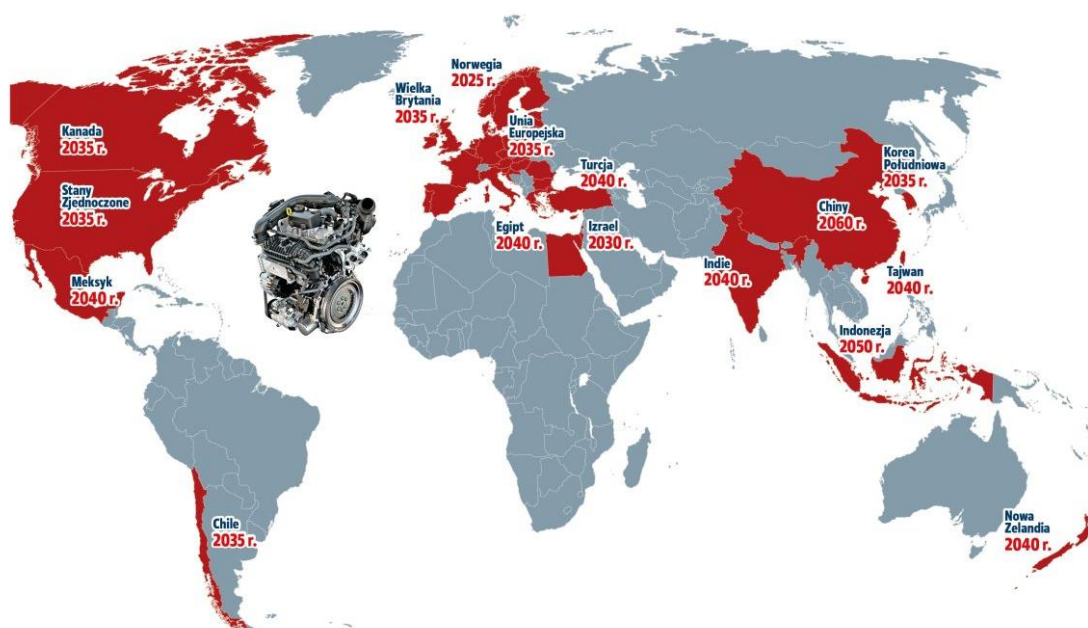 Norwegia
2025 r.
Wielka
Brytania
2035 r.
Kanada
2035 r.
Unia
Europejska
2035 r.
Korea
Południowa
2035 r.
Turcja
2040 r.
Stany
Zjednoczone
2035 r.
Chiny
2060 r.
Egipt
2040 r.
Izrael
2030 r.
Indie
2040 r.
Tajwan
2040 r.
Meksyk
2040 r.
Indonezja
2050 r.
Chile
2035 r.
Nowa
Zelandia
2040 r.